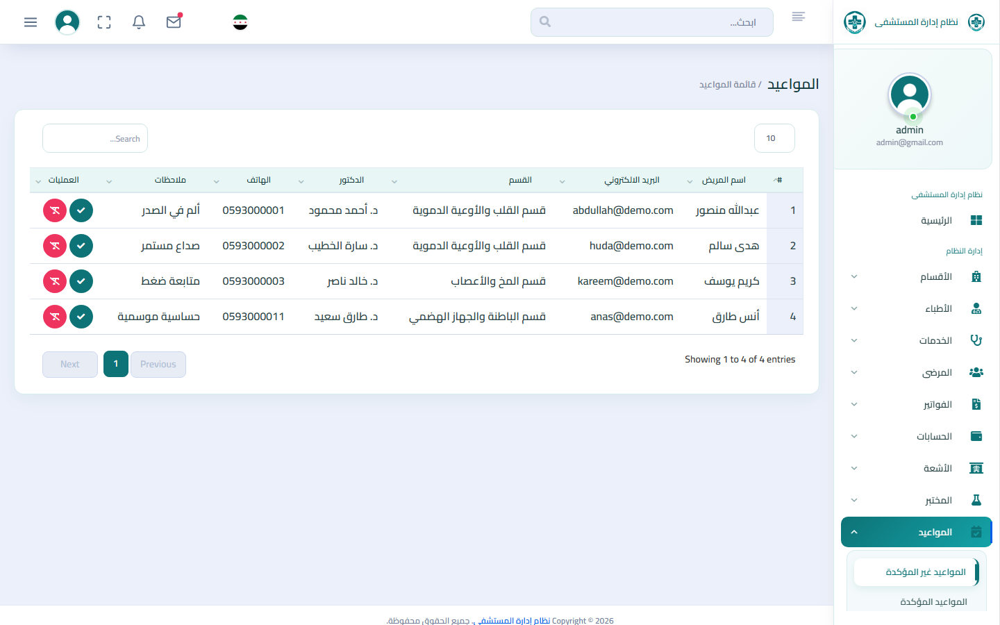 نظام إدارة المستشفى
ابحث...
admin
admin@gmail.com
نظام إدارة المستشفى
الرئيسية
إدارة النظام
الأقسام
الأطباء
الخدمات
المرضى
الفواتير
الحسابات
الأشعة
المختبر
المواعيد
المواعيد غير المؤكدة
المواعيد المؤكدة
المواعيد / قائمة المواعيد
10
Search...
# اسم المريض البريد الالكتروني القسم الدكتور الهاتف ملاحظات العمليات
1 عبدالله منصور abdullah@demo.com قسم القلب والأوعية الدموية د. أحمد محمود 0593000001 ألم في الصدر
2 هدى سالم huda@demo.com قسم القلب والأوعية الدموية د. سارة الخطيب 0593000002 صداع مستمر
3 كريم يوسف kareem@demo.com قسم المخ والأعصاب د. خالد ناصر 0593000003 متابعة ضغط
4 أنس طارق anas@demo.com قسم الباطنة والجهاز الهضمي د. طارق سعيد 0593000011 حساسية موسمية
Showing 1 to 4 of 4 entries
Previous 1 Next
Copyright © 2026 نظام إدارة المستشفى. جميع الحقوق محفوظة.